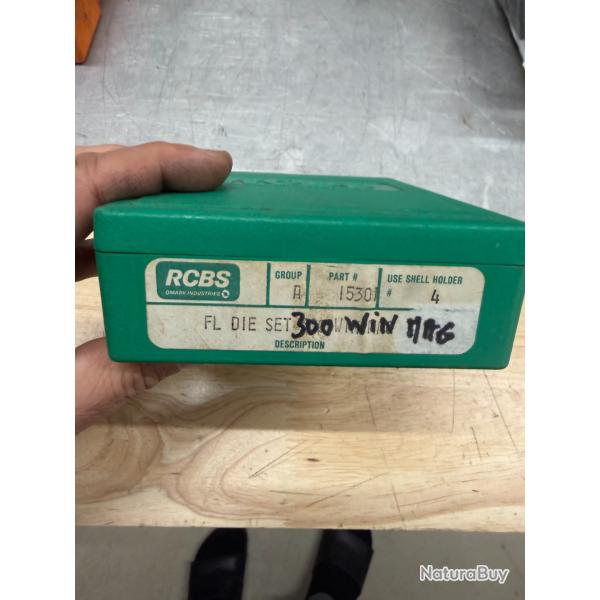 RCBS
OMARK INDUSTRIES
GROUP
A
PART #
15301
USE SHELL HOLDER
# 4
FL DIE SET 300 WIN MAG
DESCRIPTION
NaturaBuy